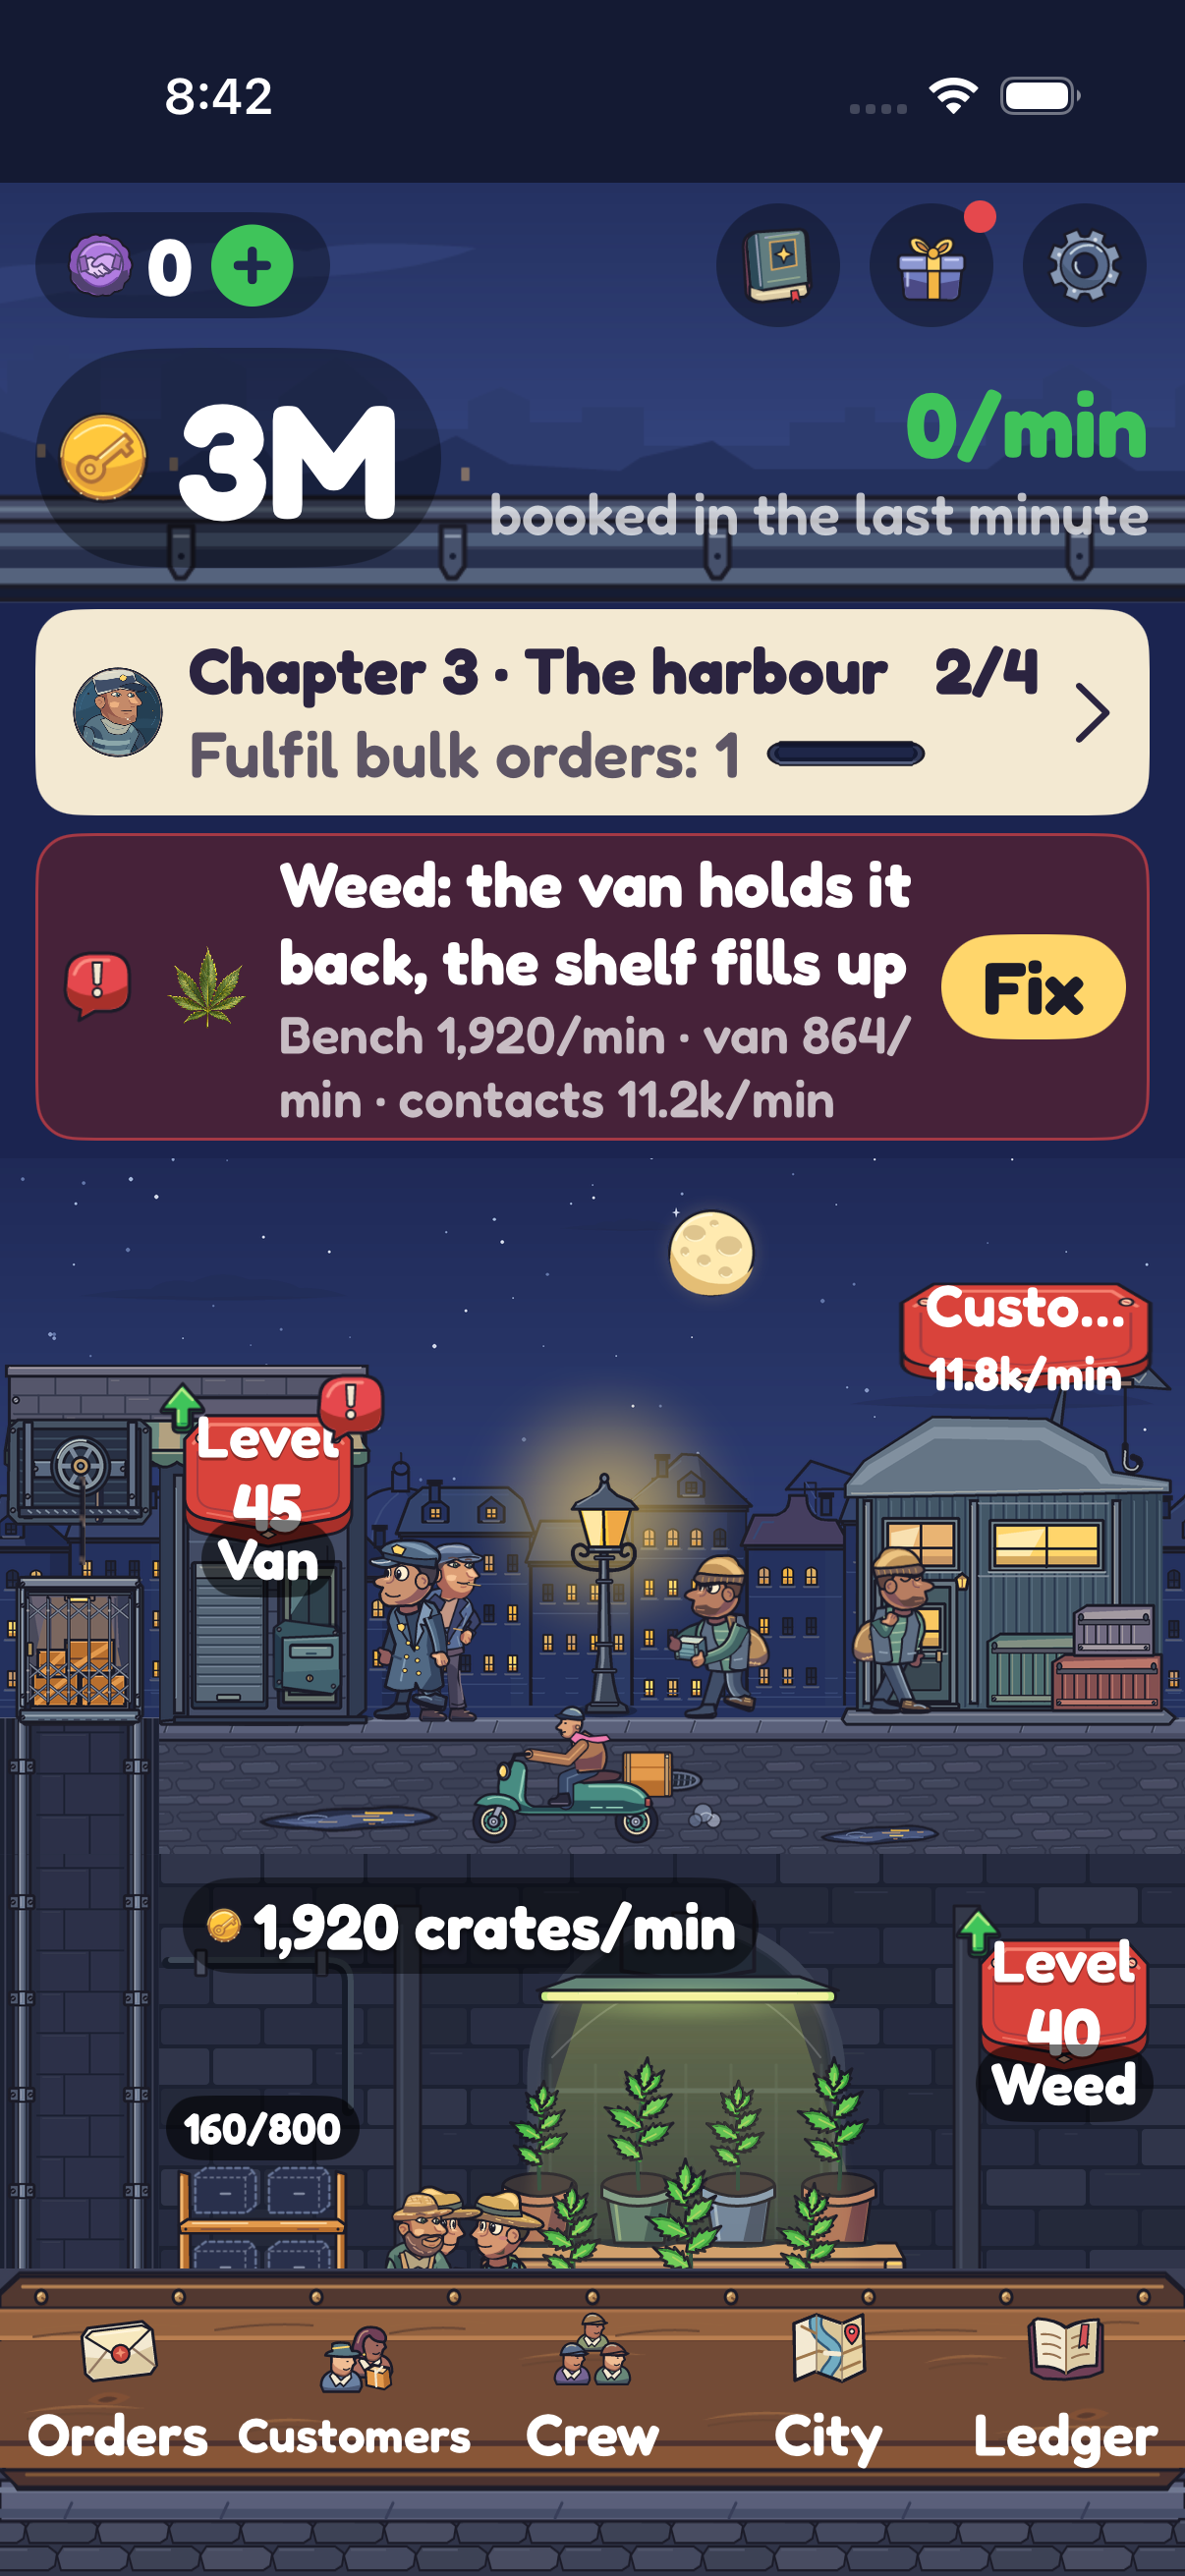 8:42
0
3M
0/min
booked in the last minute
Chapter 3 · The harbour 2/4
Fulfil bulk orders: 1
Weed: the van holds it
back, the shelf fills up
Bench 1,920/min · van 864/
min · contacts 11.2k/min
Fix
Custo...
11.8k/min
Level
45
Van
1,920 crates/min
Level
40
Weed
160/800
Orders
Customers
Crew
City
Ledger